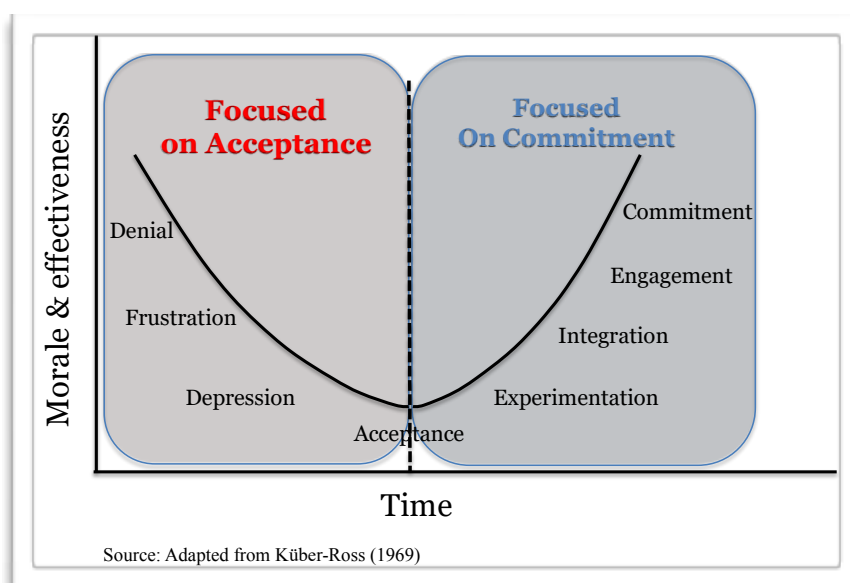 Focused
on Acceptance
Focused
On Commitment
Morale & effectiveness
Denial
Frustration
Depression
Acceptance
Experimentation
Integration
Engagement
Commitment
Time
Source: Adapted from Küber-Ross (1969)